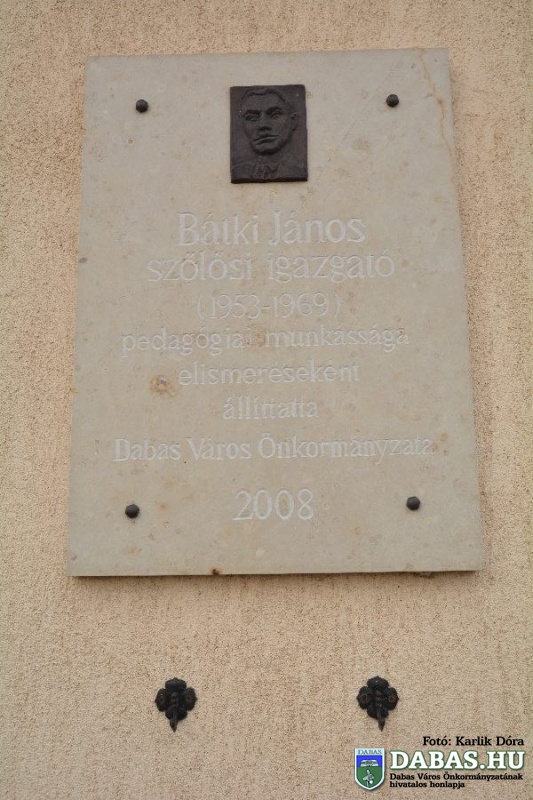 Bátki János
szőlősi igazgató
(1953-1969)
pedagógiai munkássága
elismeréseként
állíttatta
Dabas Város Önkormányzata
2008
Fotó: Karlik Dóra
DABAS
DABAS.HU
Dabas Város Önkormányzatának
hivatalos honlapja